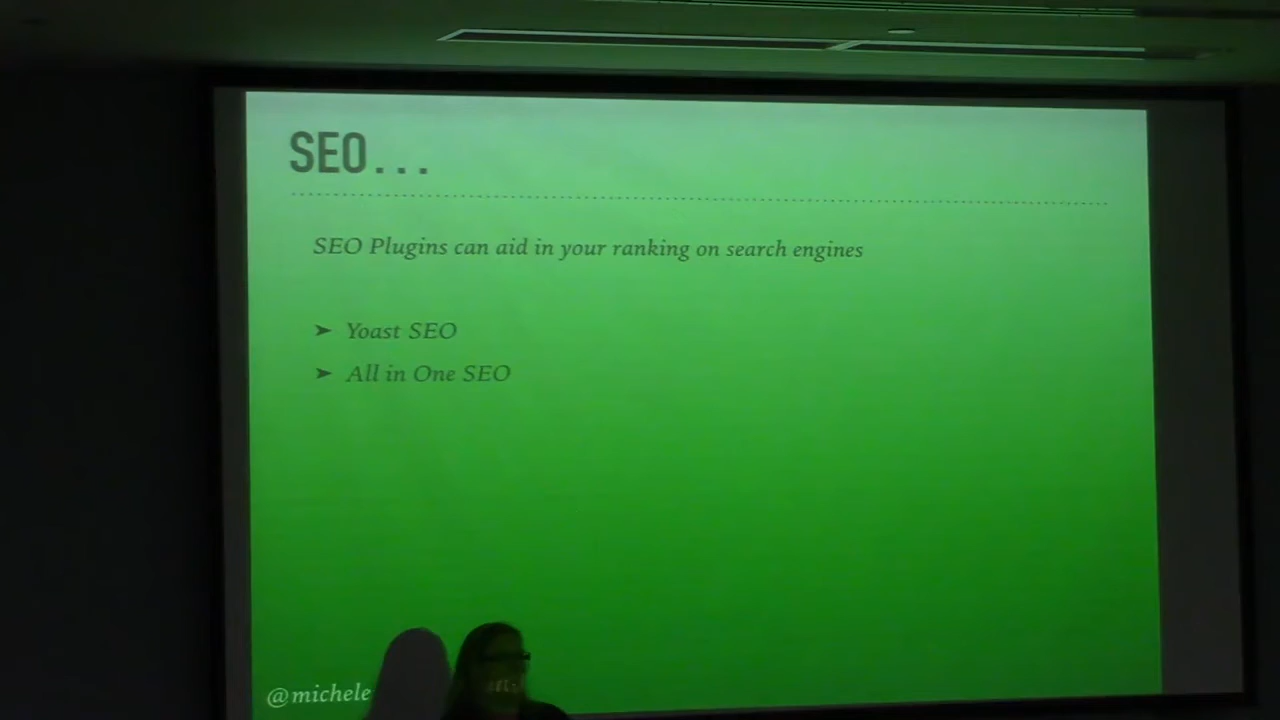 SEO...
SEO Plugins can aid in your ranking on search engines
➤ Yoast SEO
➤ All in One SEO
@michele